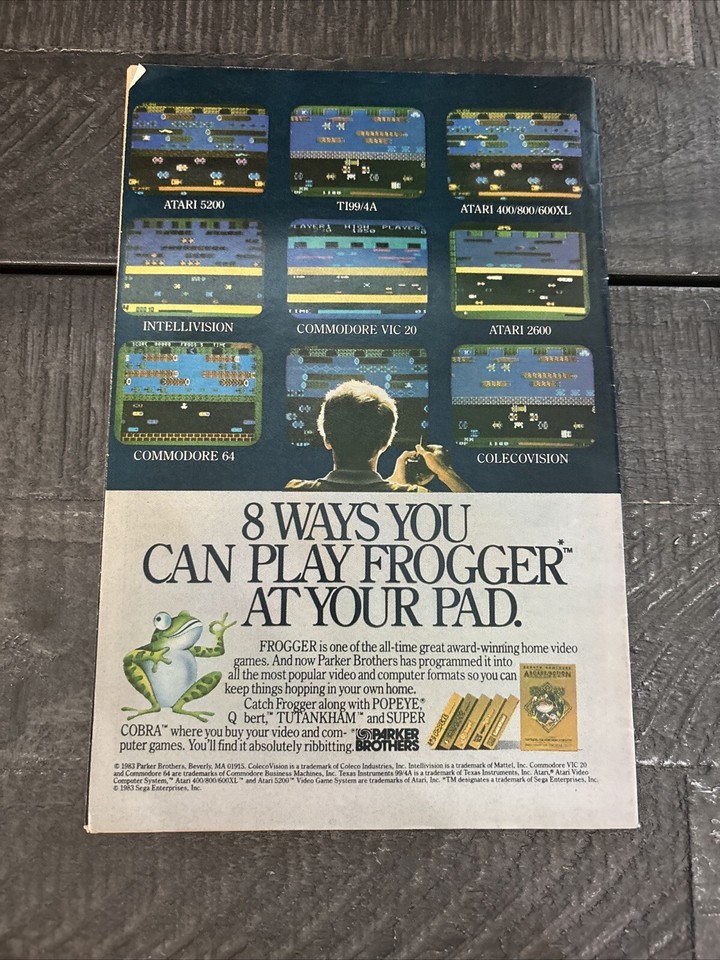 ATARI 5200
TI99/4A
ATARI 400/800/600XL
INTELLIVISION
COMMODORE VIC 20
ATARI 2600
COMMODORE 64
COLECOVISION
8 WAYS YOU
CAN PLAY FROGGER*™
AT YOUR PAD.
FROGGER is one of the all-time great award-winning home video
games. And now Parker Brothers has programmed it into
all the most popular video and computer formats so you can
keep things hopping in your own home.
Catch Frogger along with POPEYE,®
Q bert,™ TUTANKHAM™ and SUPER
COBRA™ where you buy your video and com-
puter games. You'll find it absolutely ribbitting.
PARKER
BROTHERS
© 1983 Parker Brothers, Beverly, MA 01915. ColecoVision is a trademark of Coleco Industries, Inc. Intellivision is a trademark of Mattel, Inc. Commodore VIC 20
and Commodore 64 are trademarks of Commodore Business Machines, Inc. Texas Instruments 99/4A is a trademark of Texas Instruments, Inc. Atari,® Atari Video
Computer System,™ Atari 400/800/600XL™ and Atari 5200™ Video Game System are trademarks of Atari, Inc. *TM designates a trademark of Sega Enterprises, Inc.
© 1983 Sega Enterprises, Inc.